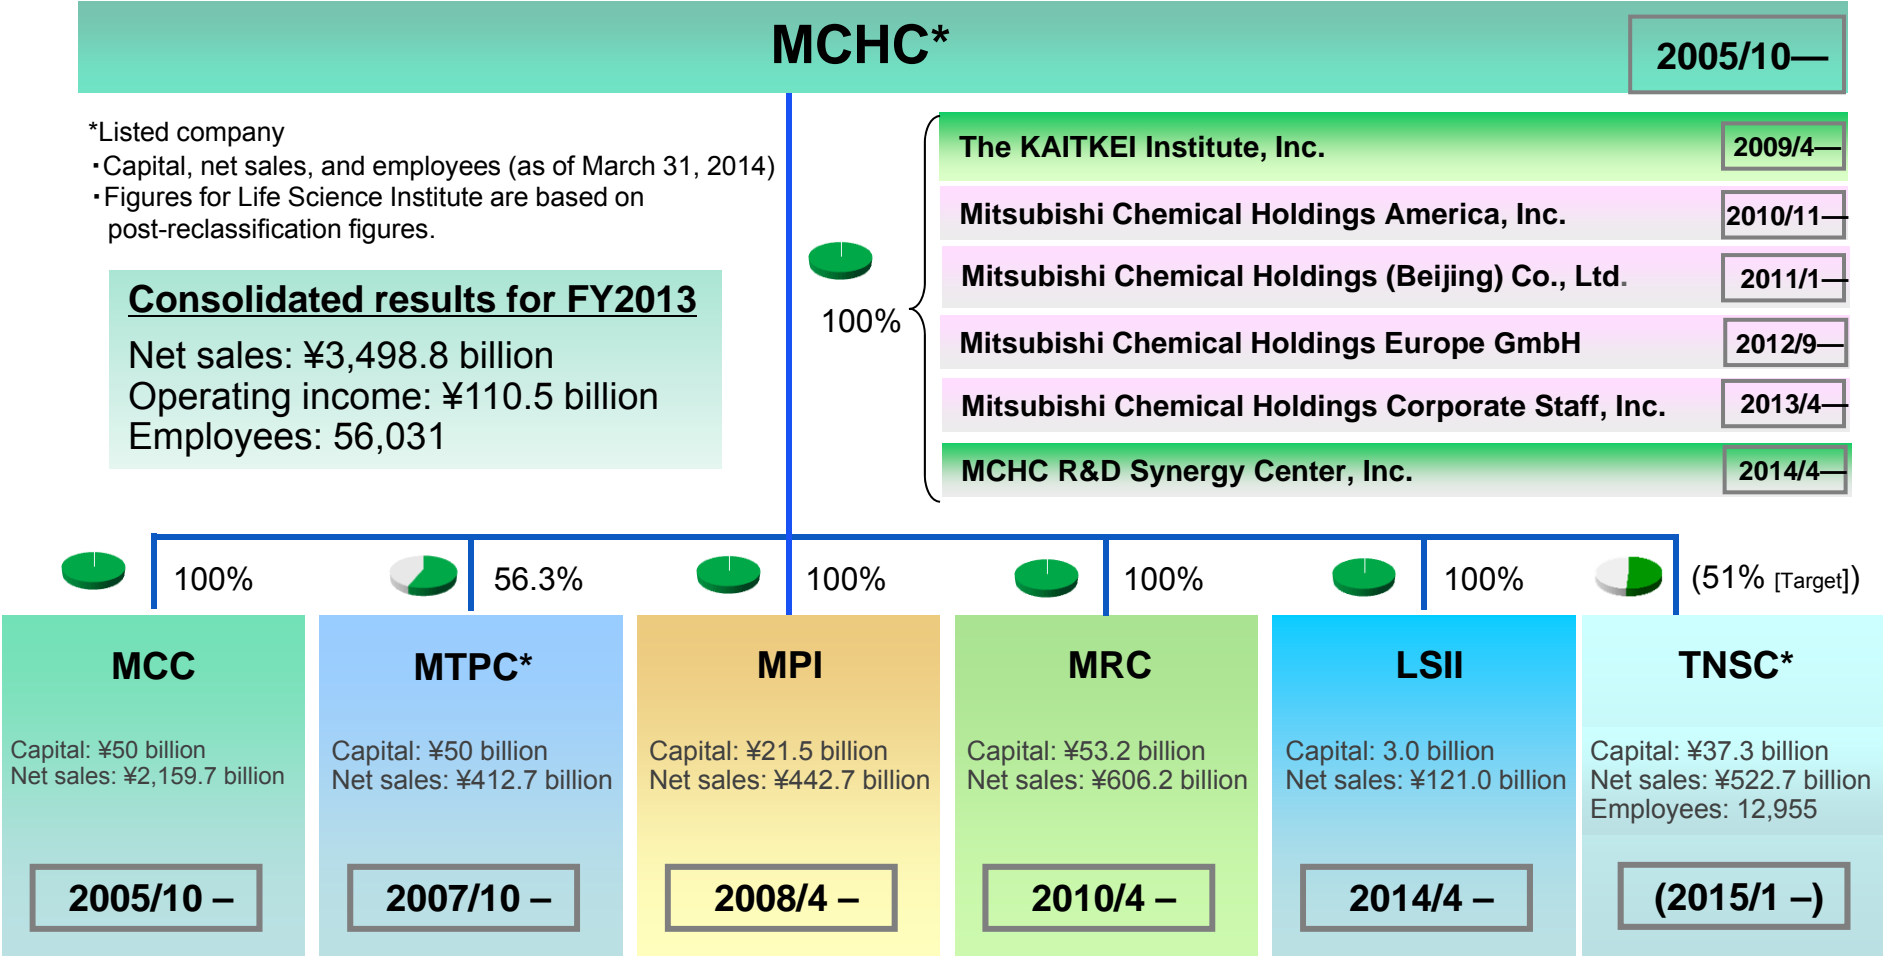 MCHC*
2005/10—
*Listed company
・Capital, net sales, and employees (as of March 31, 2014)
・Figures for Life Science Institute are based on
post-reclassification figures.
Consolidated results for FY2013
Net sales: ¥3,498.8 billion
Operating income: ¥110.5 billion
Employees: 56,031
100%
The KAITKEI Institute, Inc.
2009/4—
Mitsubishi Chemical Holdings America, Inc.
2010/11—
Mitsubishi Chemical Holdings (Beijing) Co., Ltd.
2011/1—
Mitsubishi Chemical Holdings Europe GmbH
2012/9—
Mitsubishi Chemical Holdings Corporate Staff, Inc.
2013/4—
MCHC R&D Synergy Center, Inc.
2014/4—
100%
56.3%
100%
100%
100%
(51% [Target])
MCC
Capital: ¥50 billion
Net sales: ¥2,159.7 billion
2005/10 –
MTPC*
Capital: ¥50 billion
Net sales: ¥412.7 billion
2007/10 –
MPI
Capital: ¥21.5 billion
Net sales: ¥442.7 billion
2008/4 –
MRC
Capital: ¥53.2 billion
Net sales: ¥606.2 billion
2010/4 –
LSII
Capital: 3.0 billion
Net sales: ¥121.0 billion
2014/4 –
TNSC*
Capital: ¥37.3 billion
Net sales: ¥522.7 billion
Employees: 12,955
(2015/1 –)